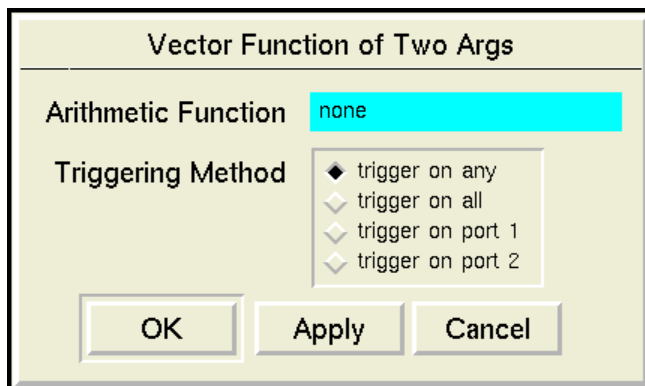 Vector Function of Two Args
Arithmetic Function none
Triggering Method trigger on any
trigger on all
trigger on port 1
trigger on port 2
OK Apply Cancel